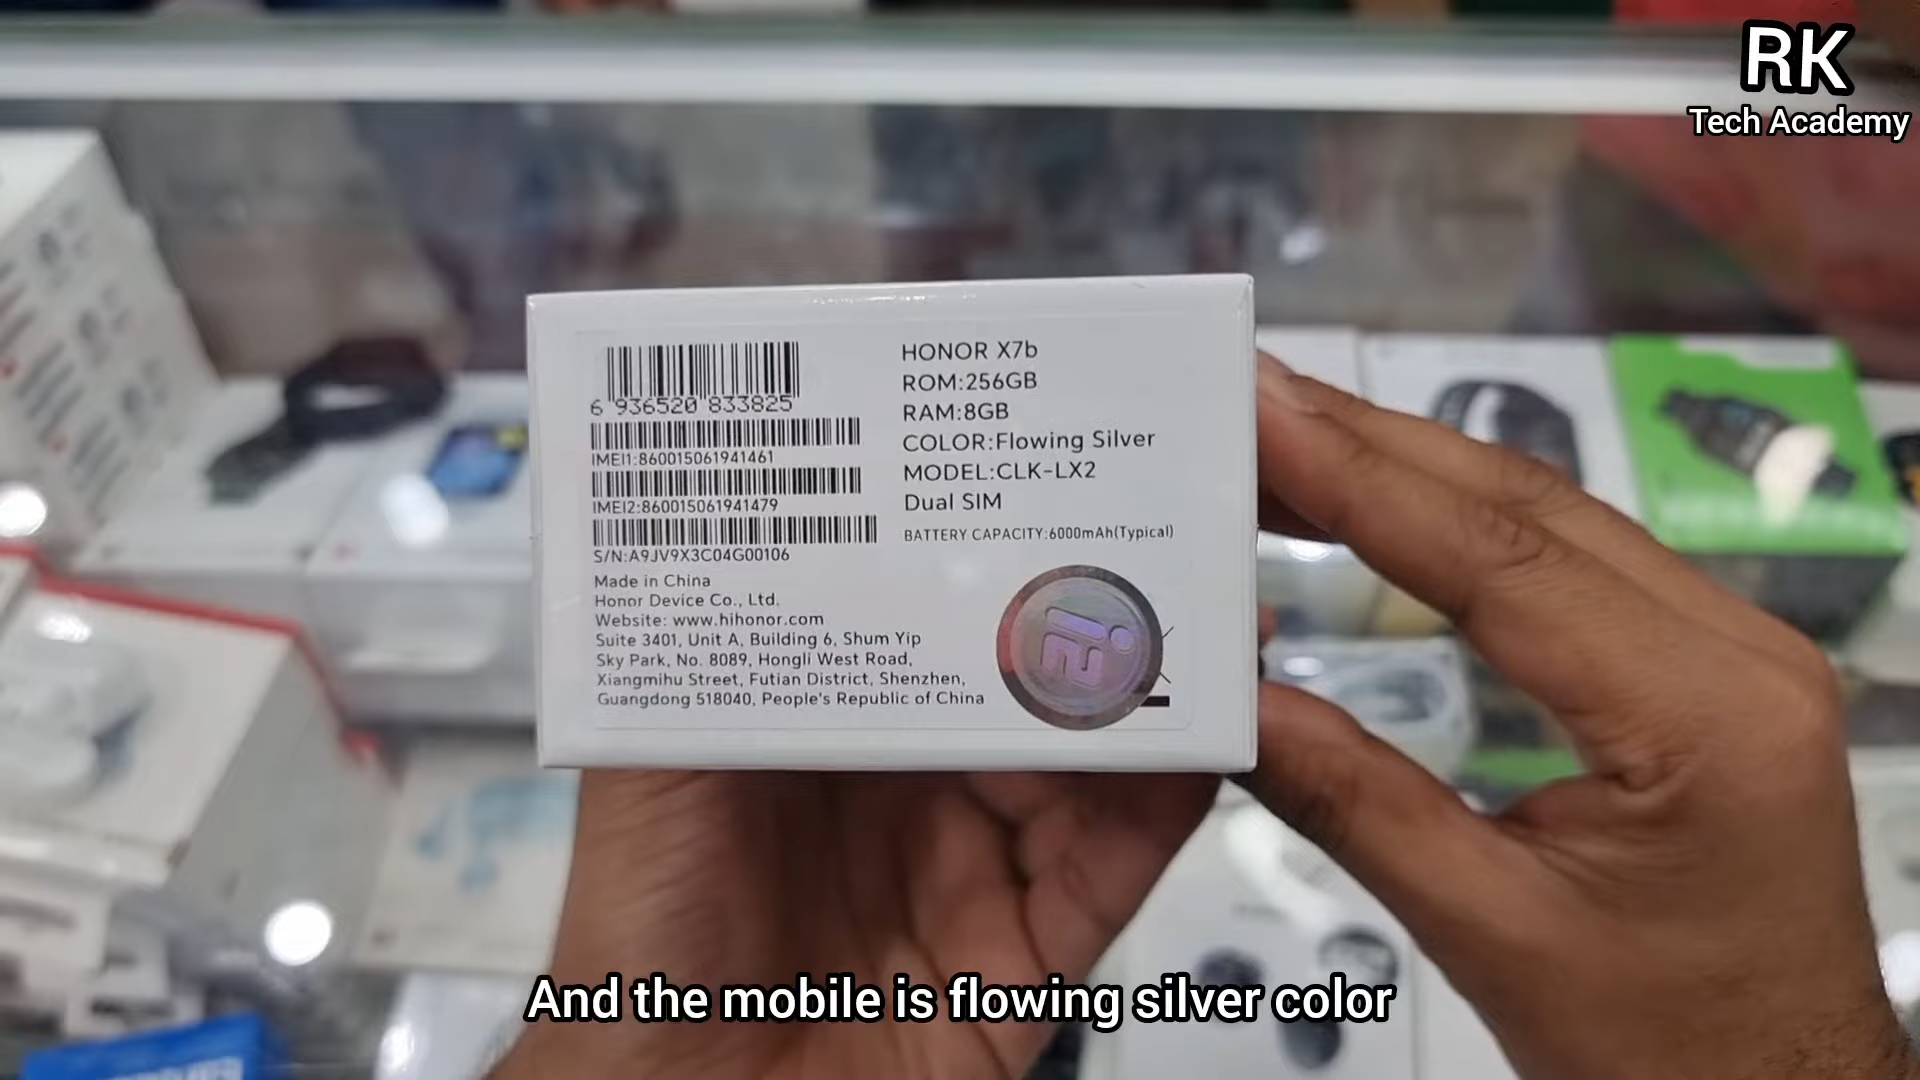 RK
Tech Academy
HONOR X7b
ROM:256GB
RAM:8GB
COLOR:Flowing Silver
MODEL:CLK-LX2
Dual SIM
BATTERY CAPACITY:6000mAh(Typical)
6 936520 833825
IMEI1:860015061941461
IMEI2:860015061941479
S/N:A9JV9X3C04G00106
Made in China
Honor Device Co., Ltd.
Website: www.hihonor.com
Suite 3401, Unit A, Building 6, Shum Yip
Sky Park, No. 8089, Hongli West Road,
Xiangmihu Street, Futian District, Shenzhen,
Guangdong 518040, People's Republic of China
And the mobile is flowing silver color